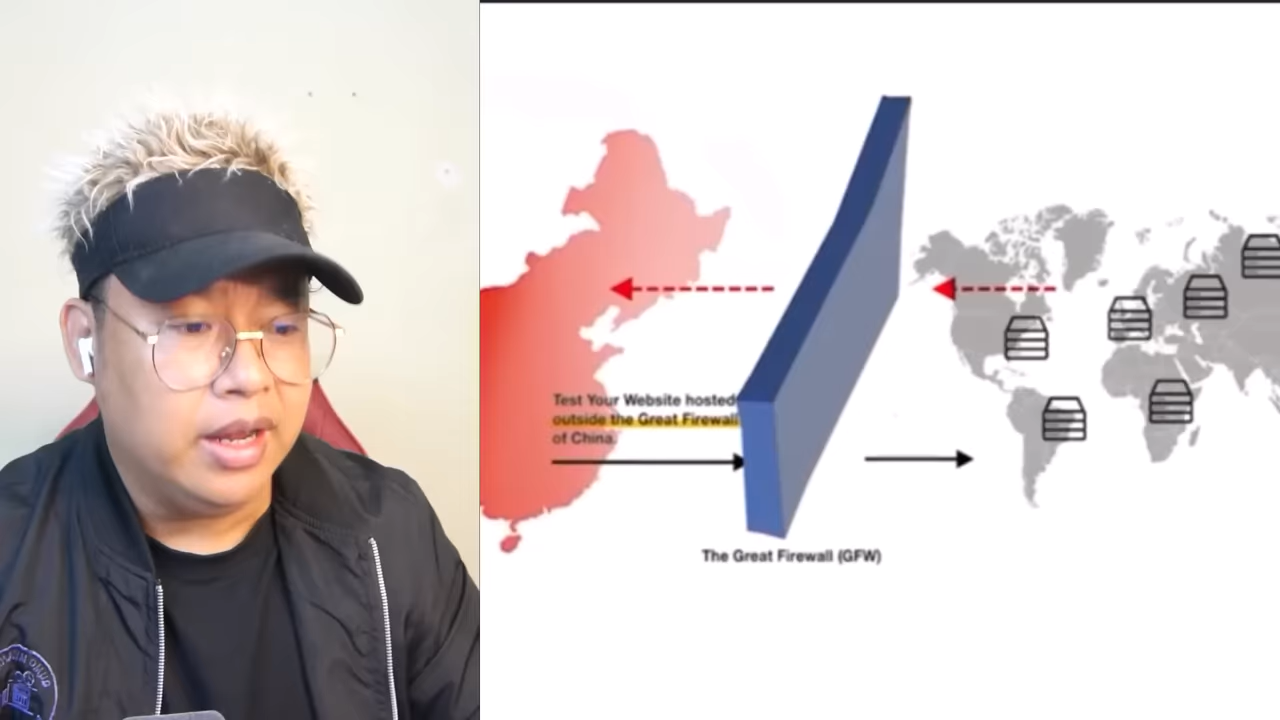 Test Your Website hosted
outside the Great Firewall
of China.
The Great Firewall (GFW)